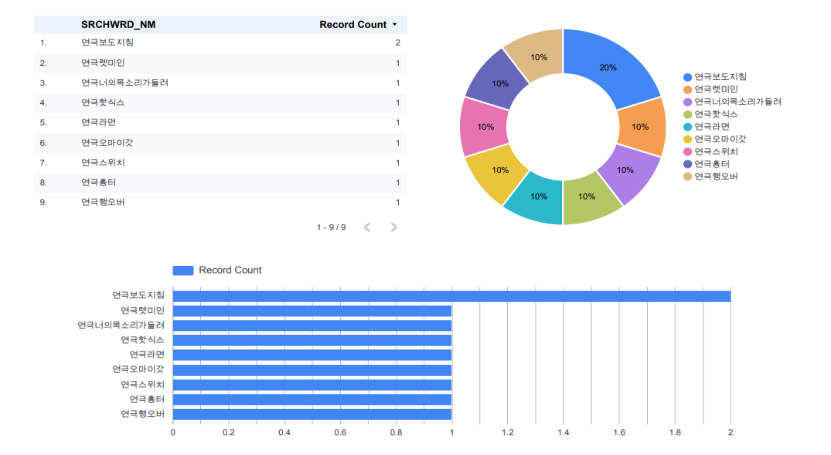 SRCHWRD_NM Record Count
1. 연극보도지침 2
2. 연극렛미인 1
3. 연극너의목소리가들려 1
4. 연극핫식스 1
5. 연극라면 1
6. 연극오마이갓 1
7. 연극스위치 1
8. 연극흉터 1
9. 연극행오버 1
1 - 9 / 9
20%
10%
10%
10%
10%
10%
10%
10%
10%
연극보도지침
연극렛미인
연극너의목소리가들려
연극핫식스
연극라면
연극오마이갓
연극스위치
연극흉터
연극행오버
Record Count
연극보도지침
연극렛미인
연극너의목소리가들려
연극핫식스
연극라면
연극오마이갓
연극스위치
연극흉터
연극행오버
0 0.2 0.4 0.6 0.8 1 1.2 1.4 1.6 1.8 2